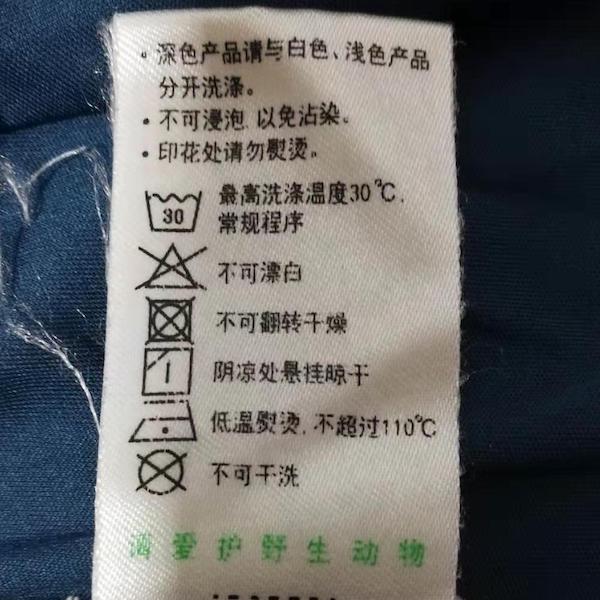 • 深色产品请与白色、浅色产品
分开洗涤。
• 不可浸泡,以免沾染。
• 印花处请勿熨烫。
30 最高洗涤温度30℃,
常规程序
不可漂白
不可翻转干燥
阴凉处悬挂晾干
低温熨烫,不超过110℃
不可干洗
请爱护野生动物